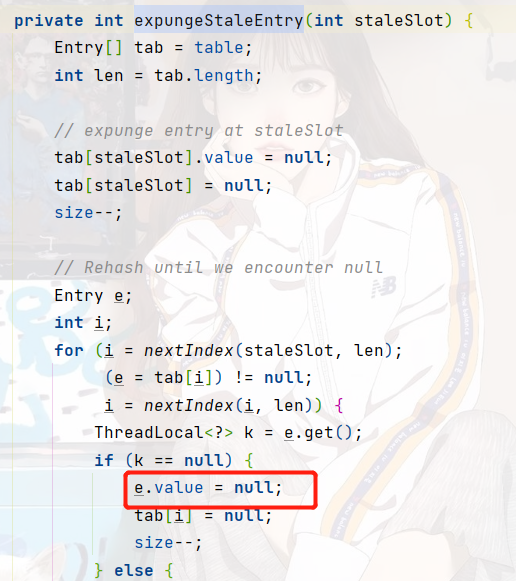 private int expungeStaleEntry(int staleSlot) {
    Entry[] tab = table;
    int len = tab.length;

    // expunge entry at staleSlot
    tab[staleSlot].value = null;
    tab[staleSlot] = null;
    size--;

    // Rehash until we encounter null
    Entry e;
    int i;
    for (i = nextIndex(staleSlot, len);
         (e = tab[i]) != null;
         i = nextIndex(i, len)) {
        ThreadLocal<?> k = e.get();
        if (k == null) {
            e.value = null;
            tab[i] = null;
            size--;
        } else {